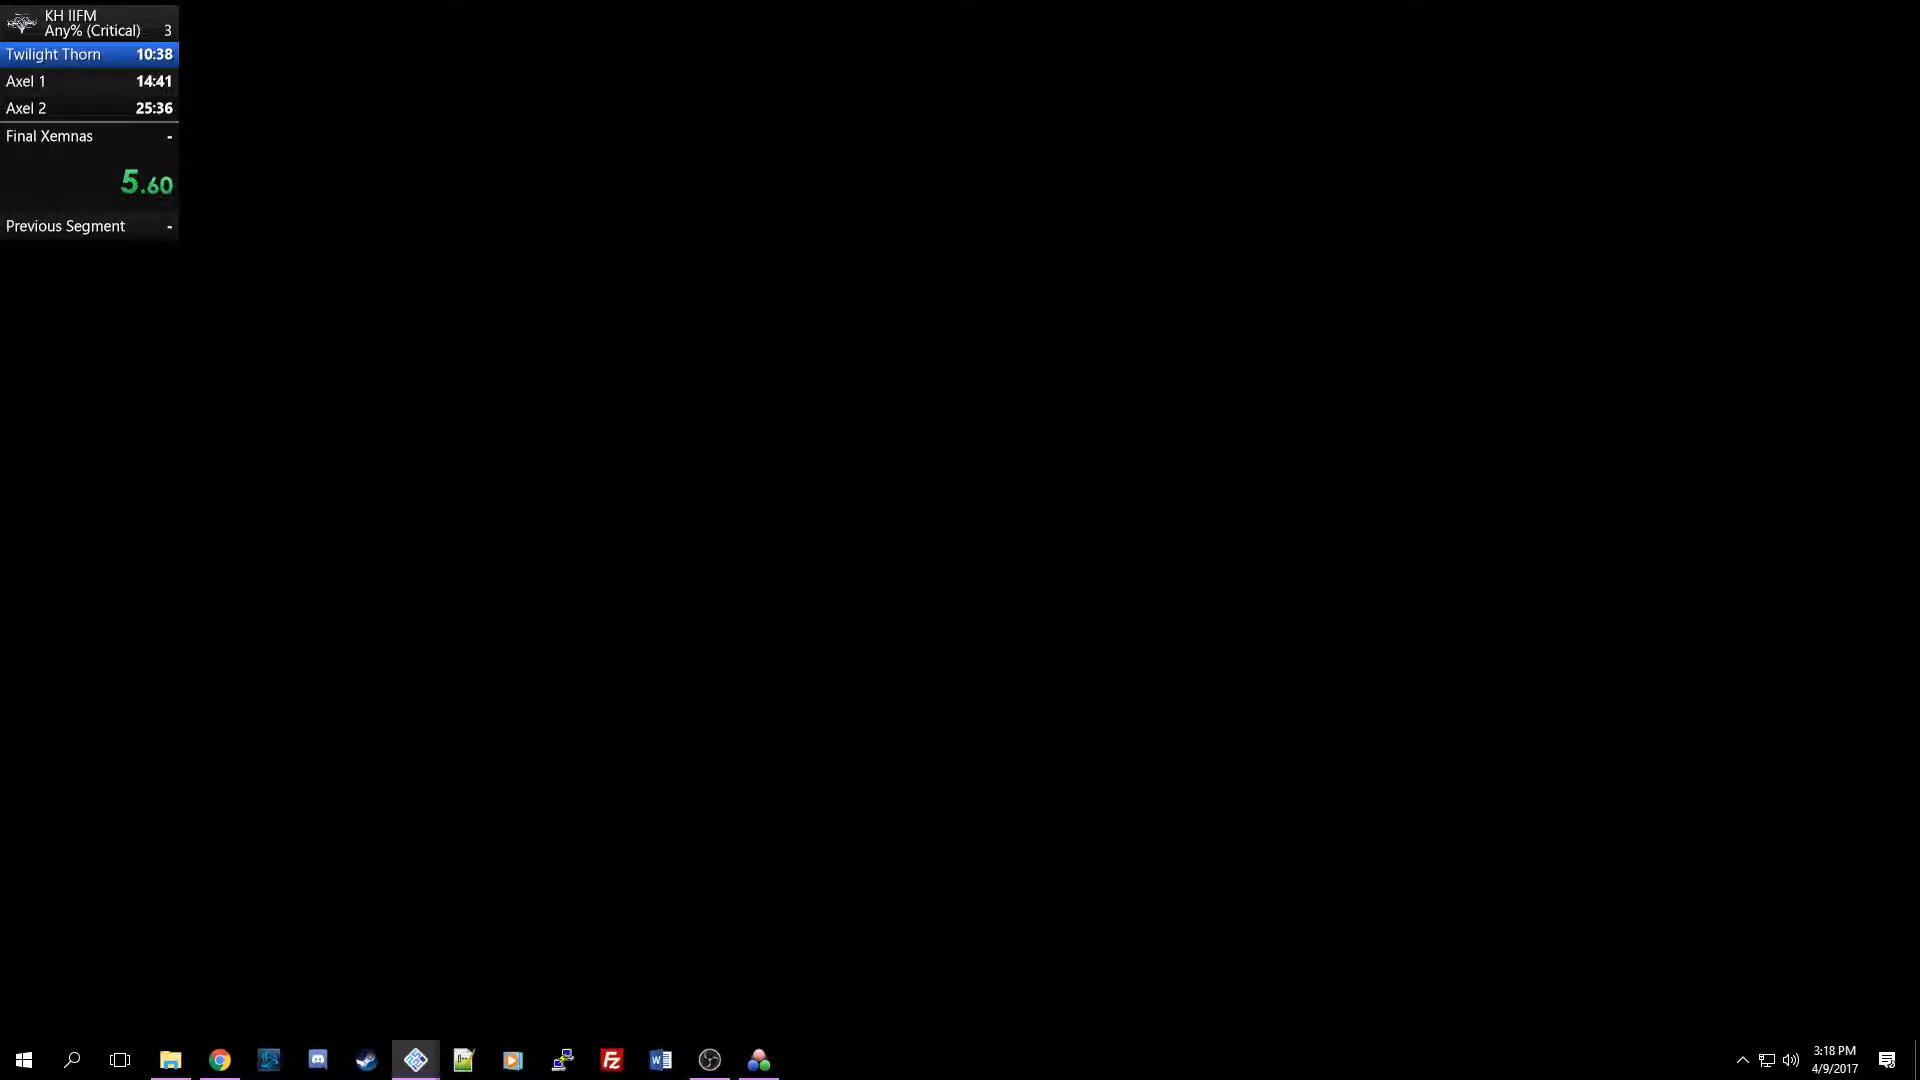 KH IIFM
Any% (Critical) 3
Twilight Thorn 10:38
Axel 1 14:41
Axel 2 25:36
Final Xemnas -
5.60
Previous Segment -
3:18 PM
4/9/2017